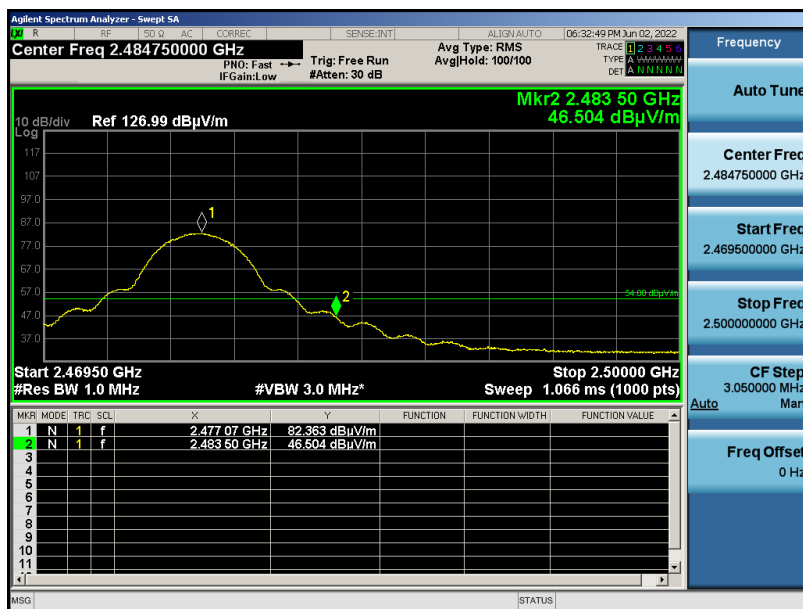 Agilent Spectrum Analyzer - Swept SA
LXI R RF 50 Ω AC CORREC SENSE:INT ALIGN AUTO 06:32:49 PM Jun 02, 2022
Center Freq 2.484750000 GHz
PNO: Fast
IFGain:Low
Trig: Free Run
#Atten: 30 dB
Avg Type: RMS
Avg|Hold: 100/100
TRACE 1 2 3 4 5 6
TYPE A WWWWW
DET A N N N N N
Mkr2 2.483 50 GHz
46.504 dBµV/m
10 dB/div Ref 126.99 dBµV/m
Log
117
107
97.0
87.0
77.0
67.0
57.0
47.0
37.0
1
2
54.00 dBµV/m
Start 2.46950 GHz Stop 2.50000 GHz
#Res BW 1.0 MHz #VBW 3.0 MHz* Sweep 1.066 ms (1000 pts)
MKR MODE TRC SCL X Y FUNCTION FUNCTION WIDTH FUNCTION VALUE
1 N 1 f 2.477 07 GHz 82.363 dBµV/m
2 N 1 f 2.483 50 GHz 46.504 dBµV/m
3
4
5
6
7
8
9
10
11
MSG STATUS
Frequency
Auto Tune
Center Freq
2.484750000 GHz
Start Freq
2.469500000 GHz
Stop Freq
2.500000000 GHz
CF Step
3.050000 MHz
Auto Man
Freq Offset
0 Hz